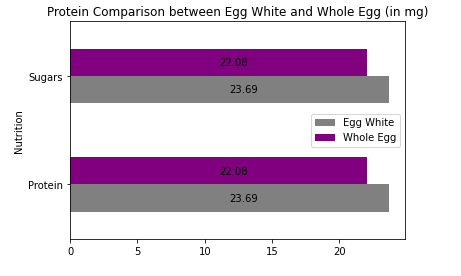 Protein Comparison between Egg White and Whole Egg (in mg)
Nutrition
Sugars
22.08
23.69
Egg White
Whole Egg
Protein
22.08
23.69
0 5 10 15 20